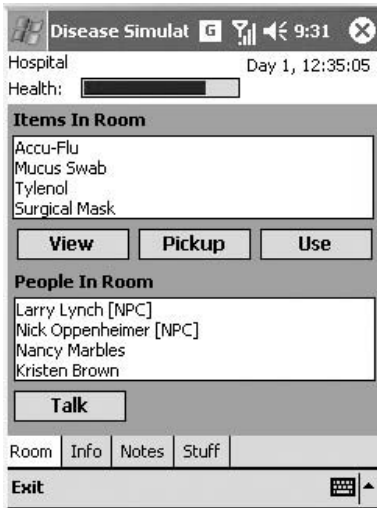 Disease Simulat G 9:31
Hospital Day 1, 12:35:05
Health:
Items In Room
Accu-Flu
Mucus Swab
Tylenol
Surgical Mask
View Pickup Use
People In Room
Larry Lynch [NPC]
Nick Oppenheimer [NPC]
Nancy Marbles
Kristen Brown
Talk
Room Info Notes Stuff
Exit